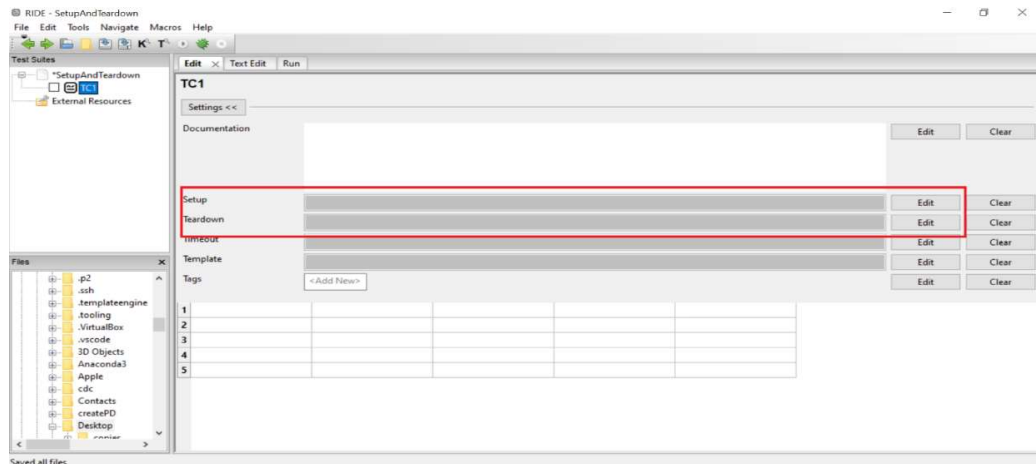 RIDE - SetupAndTeardown
File Edit Tools Navigate Macros Help
K T
Test Suites
*SetupAndTeardown
TC1
External Resources
Files
.p2
.ssh
.templateengine
.tooling
.VirtualBox
.vscode
3D Objects
Anaconda3
Apple
cdc
Contacts
createPD
Desktop
Edit Text Edit Run
TC1
Settings <<
Documentation Edit Clear
Setup Edit Clear
Teardown Edit Clear
Timeout Edit Clear
Template Edit Clear
Tags <Add New> Edit Clear
1
2
3
4
5
Saved all files